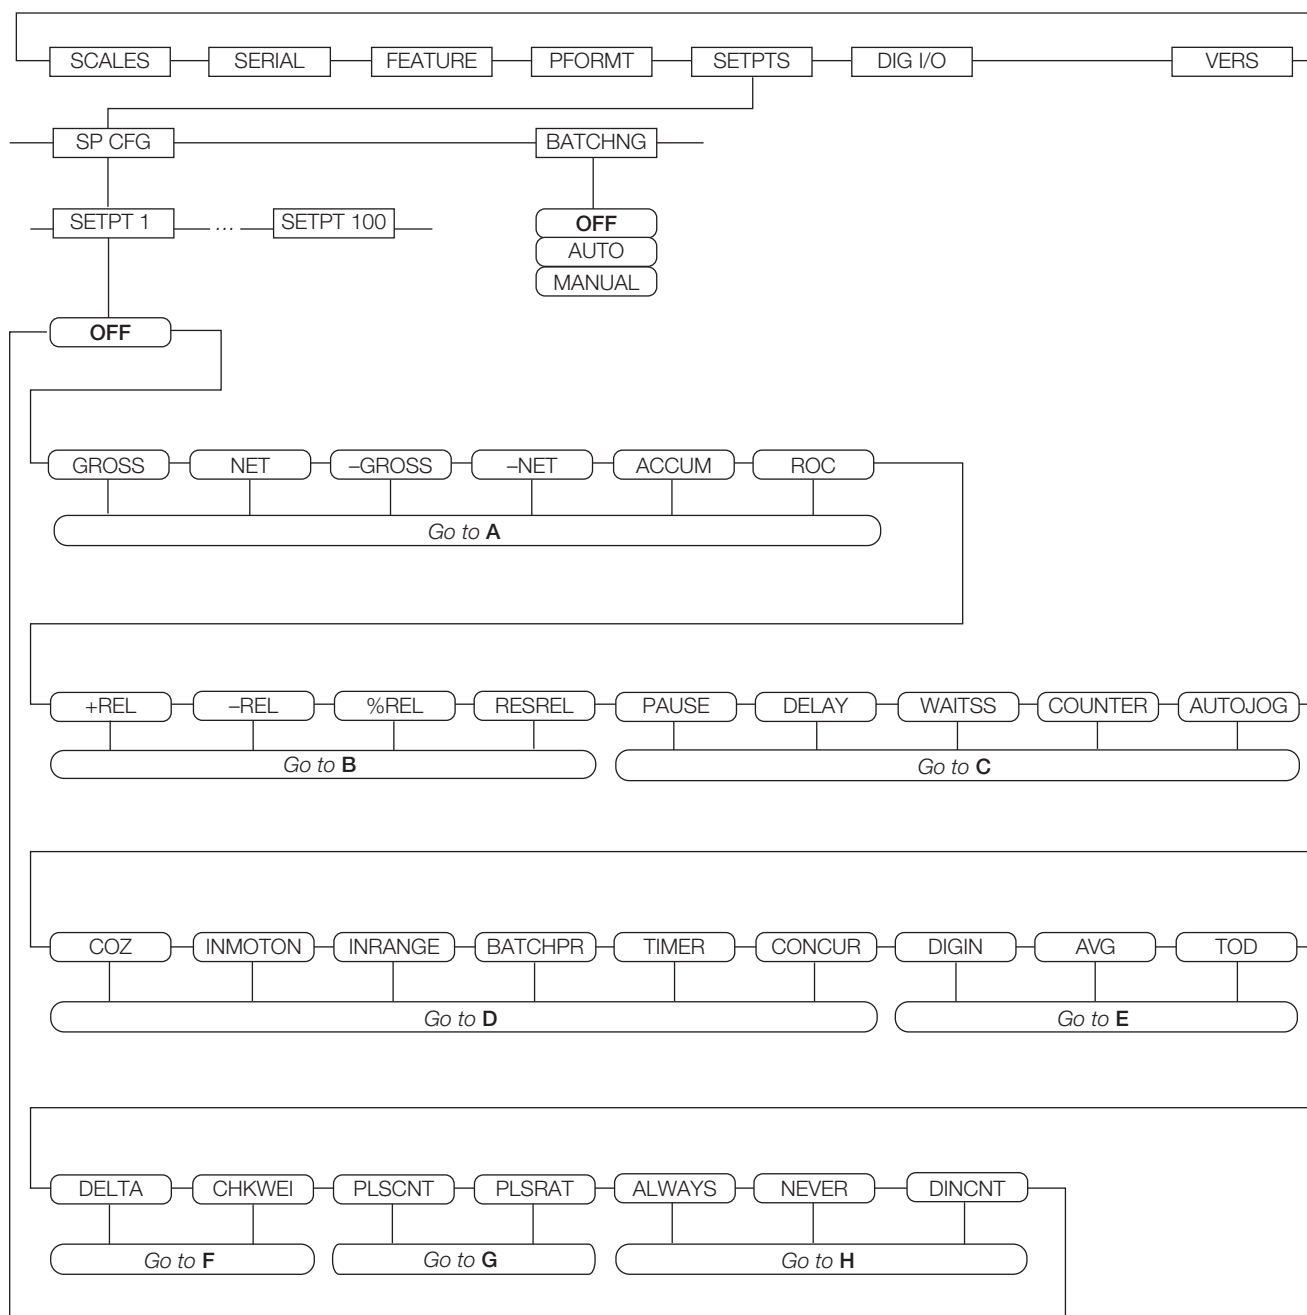 SCALES SERIAL FEATURE PFORMT SETPTS DIG I/O VERS
SP CFG BATCHNG
SETPT 1 ... SETPT 100
OFF
AUTO
MANUAL
OFF
GROSS NET –GROSS –NET ACCUM ROC
Go to A
+REL –REL %REL RESREL PAUSE DELAY WAITSS COUNTER AUTOJOG
Go to B Go to C
COZ INMOTON INRANGE BATCHPR TIMER CONCUR DIGIN AVG TOD
Go to D Go to E
DELTA CHKWEI PLSCNT PLSRAT ALWAYS NEVER DINCNT
Go to F Go to G Go to H